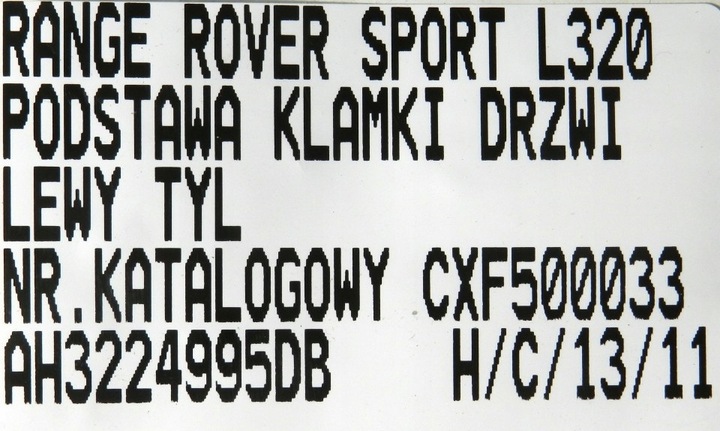 RANGE ROVER SPORT L320
PODSTAWA KLAMKI DRZWI
LEWY TYL
NR.KATALOGOWY CXF500033
AH3224995DB H/C/13/11